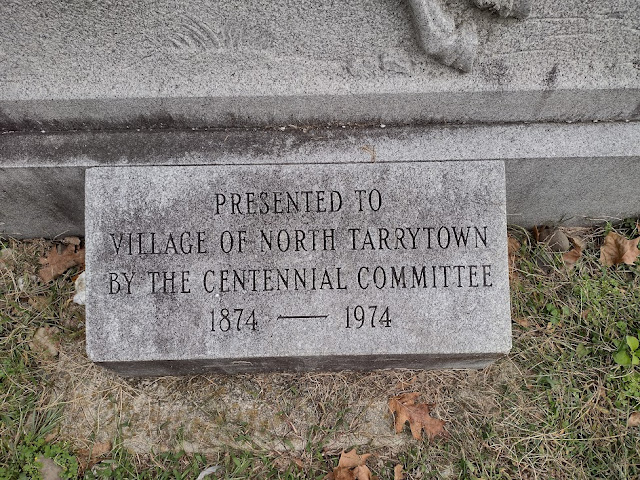 PRESENTED TO
VILLAGE OF NORTH TARRYTOWN
BY THE CENTENNIAL COMMITTEE
1874 — 1974